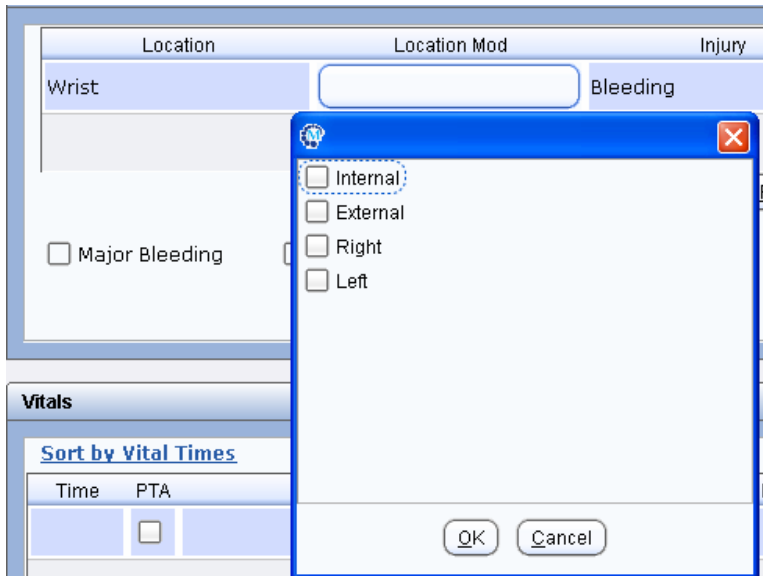 Location Location Mod Injury
Wrist Bleeding
Internal
External
Right
Left
Major Bleeding
OK Cancel
Vitals
Sort by Vital Times
Time PTA